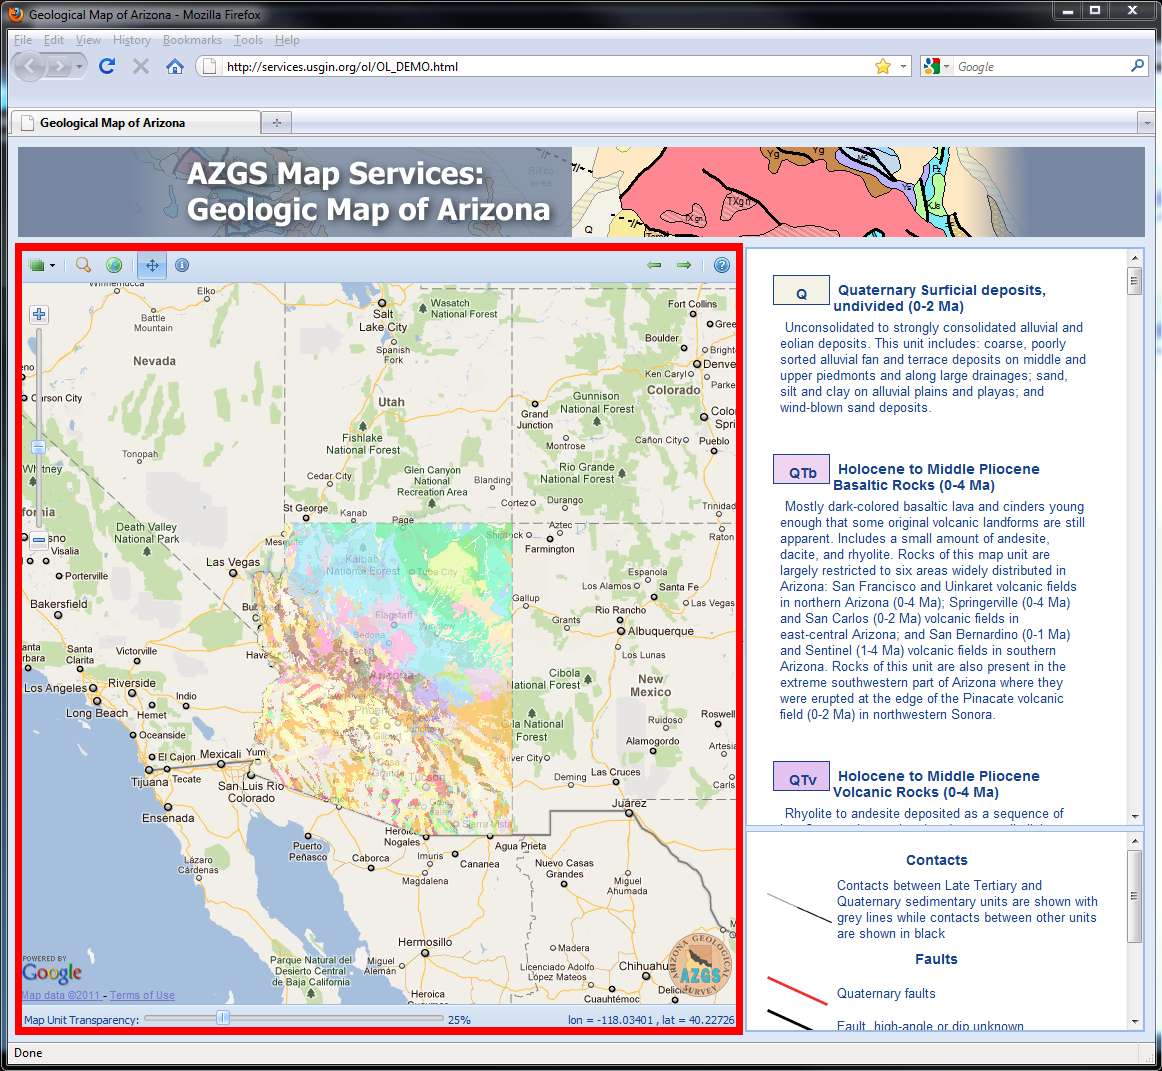 Geological Map of Arizona - Mozilla Firefox
File Edit View History Bookmarks Tools Help
http://services.usgin.org/ol/OL_DEMO.html
Google
Geological Map of Arizona
AZGS Map Services:
Geologic Map of Arizona
Yg
Yg
TXgn
Q
Winnemucca
Elko
Battle
Mountain
Nevada
Carson City
Tonopah
Death Valley
National Park
Visalia
Porterville
Bakersfield
Las Vegas
Salt
Lake City
Wasatch
National Forest
Spanish
Fork
Utah
Fishlake
National Forest
Cedar City
Glen Canyon
National
Recreation Area
Blanding
St George
Kanab
Page
Fort Collins
Boulder
Ken Caryl
Colorado
Parke
Gunnison
National Forest
Grand
Junction
Montrose
Cañon City
Pueblo
Rio Grande
National Forest
Cortez
Durango
Trinidad
Raton
Aztec
Farmington
Kaibab
National Forest
Tuba City
Flagstaff
Winslow
Sedona
Arizona
Phoenix
Casa
Grande
Tucson
Sierra Vista
Gallup
Grants
Española
Los Alamos
Santa Fe
Las Vegas
Rio Rancho
Albuquerque
Los Lunas
Cibola
National Forest
New
Mexico
Ruidoso
Roswell
Alamogordo
Artesia
Deming
Las Cruces
Juárez
Santa
Clarita
Victorville
Los Angeles
Riverside
Indio
Long Beach
Hemet
Oceanside
El Cajon
Mexicali
Tijuana
Tecate
San Luis Rio
Colorado
Ensenada
Puerto
Peñasco
Heroica
Nogales
Agua Prieta
Caborca
Imuris
Cananea
Magdalena
Nuevo Casas
Grandes
Miguel
Ahumada
Lázaro
Cárdenas
Hermosillo
Parque Natural del
Desierto Central
de Baja California
Miguel
Alemán
Heroica
Madera
Licenciado Adolfo
López Mateos
Cuauhtémoc
ARIZONA GEOLOGICAL
AZGS
SURVEY
POWERED BY
Google
Map data ©2011 - Terms of Use
Map Unit Transparency: 25% lon = -118.03401 , lat = 40.22726
Q Quaternary Surficial deposits,
undivided (0-2 Ma)
Unconsolidated to strongly consolidated alluvial and
eolian deposits. This unit includes: coarse, poorly
sorted alluvial fan and terrace deposits on middle and
upper piedmonts and along large drainages; sand,
silt and clay on alluvial plains and playas; and
wind-blown sand deposits.
QTb Holocene to Middle Pliocene
Basaltic Rocks (0-4 Ma)
Mostly dark-colored basaltic lava and cinders young
enough that some original volcanic landforms are still
apparent. Includes a small amount of andesite,
dacite, and rhyolite. Rocks of this map unit are
largely restricted to six areas widely distributed in
Arizona: San Francisco and Uinkaret volcanic fields
in northern Arizona (0-4 Ma); Springerville (0-4 Ma)
and San Carlos (0-2 Ma) volcanic fields in
east-central Arizona; and San Bernardino (0-1 Ma)
and Sentinel (1-4 Ma) volcanic fields in southern
Arizona. Rocks of this unit are also present in the
extreme southwestern part of Arizona where they
were erupted at the edge of the Pinacate volcanic
field (0-2 Ma) in northwestern Sonora.
QTv Holocene to Middle Pliocene
Volcanic Rocks (0-4 Ma)
Rhyolite to andesite deposited as a sequence of
Contacts
Contacts between Late Tertiary and
Quaternary sedimentary units are shown with
grey lines while contacts between other units
are shown in black
Faults
Quaternary faults
Fault, high-angle or dip unknown
Done